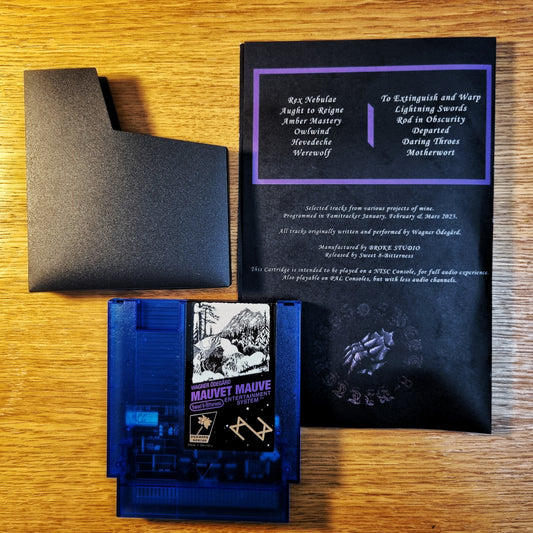 Rex Nebulae
Aught to Reigne
Amber Mastery
Owlwind
Hevedeche
Werewolf
To Extinguish and Warp
Lightning Swords
Rod in Obscurity
Departed
Daring Throes
Motherwort
Selected tracks from various projects of mine.
Programmed in Famitracker January, February & Mars 2023.
All tracks originally written and performed by Wagner Ödegård.
Manufactured by BROKE STUDIO
Released by Sweet 8-Bitterness
This Cartridge is intended to be played on a NTSC Console, for full audio experience.
Also playable on PAL Consoles, but with less audio channels.
WAGNER ÖDEGÅRD
MAUVET MAUVE
ENTERTAINMENT
SYSTEM